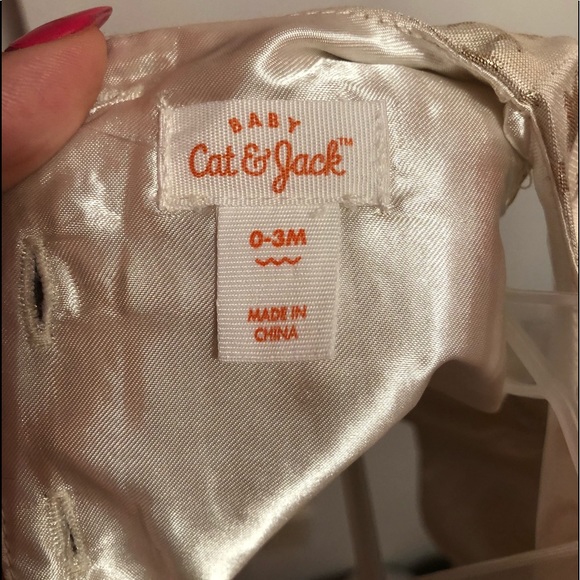 BABY
Cat & Jack™
0-3M
MADE IN
CHINA